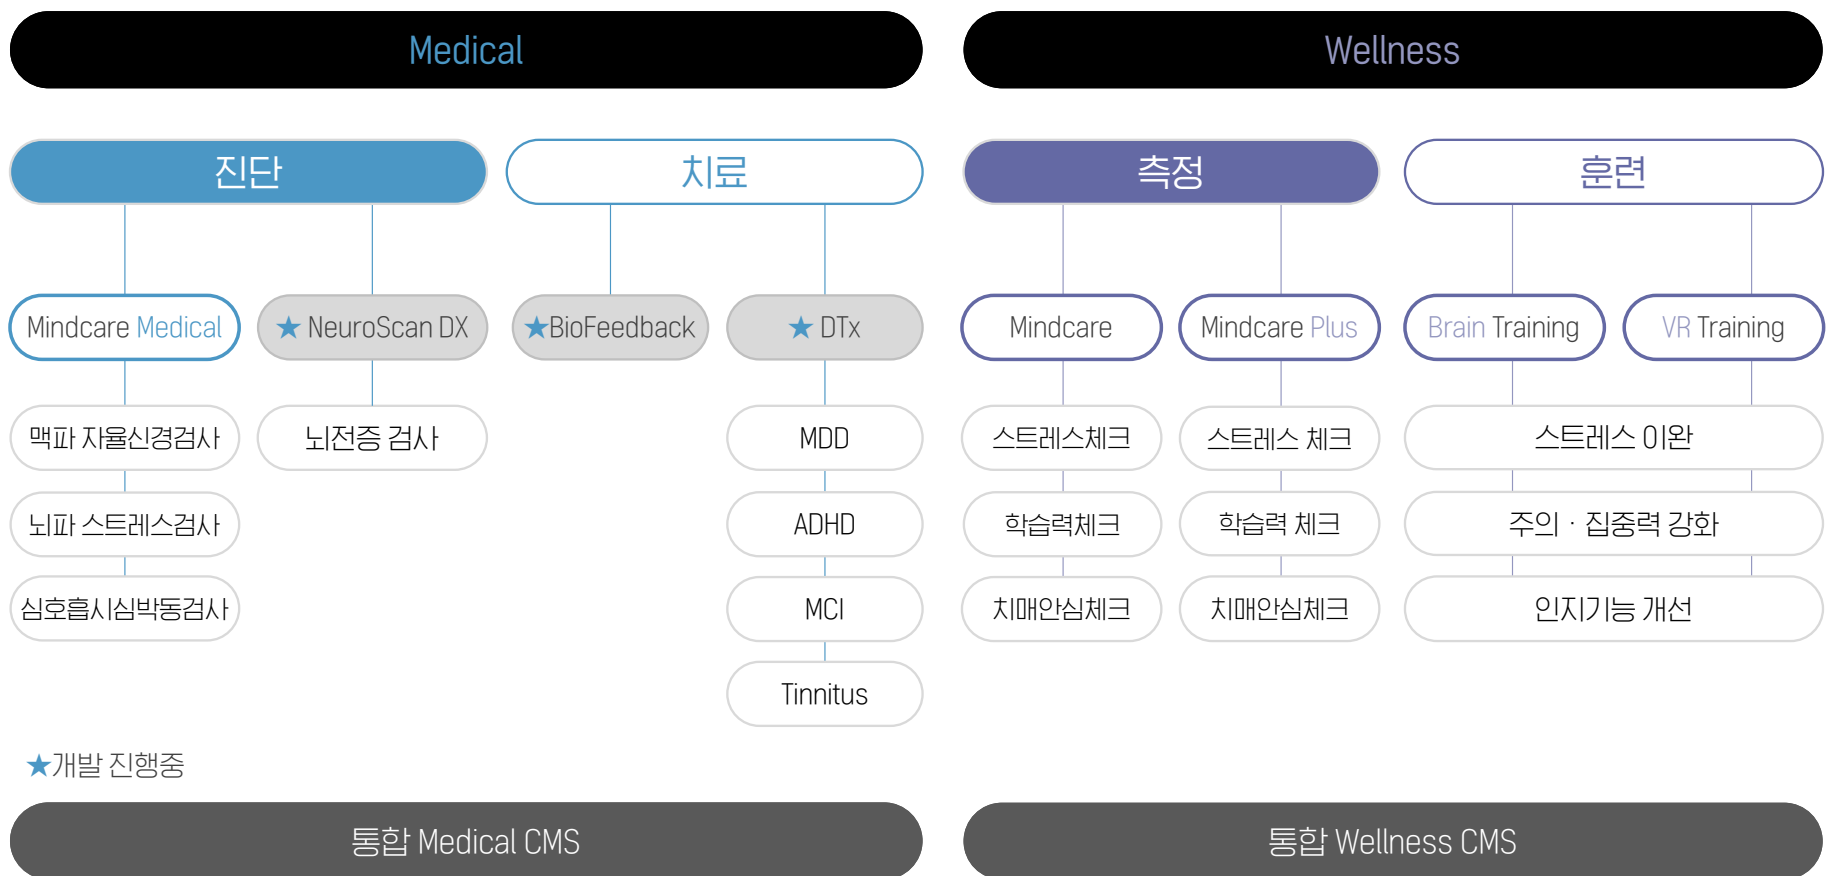 Medical
Wellness
진단
치료
측정
훈련
Mindcare Medical
★ NeuroScan DX
★BioFeedback
★ DTx
Mindcare
Mindcare Plus
Brain Training
VR Training
맥파 자율신경검사
뇌전증 검사
MDD
스트레스체크
스트레스 체크
스트레스 이완
뇌파 스트레스검사
ADHD
학습력체크
학습력 체크
주의 · 집중력 강화
심호흡시심박동검사
MCI
치매안심체크
치매안심체크
인지기능 개선
Tinnitus
★개발 진행중
통합 Medical CMS
통합 Wellness CMS